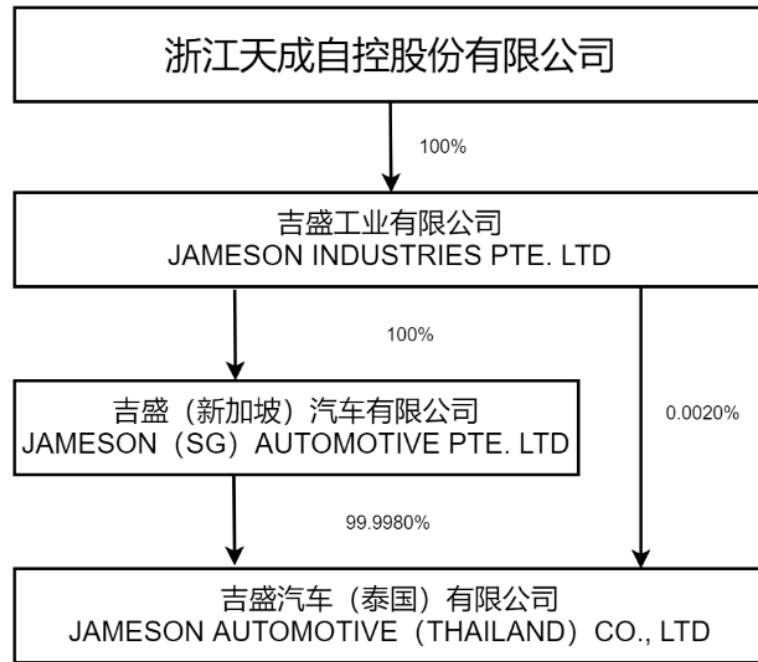 浙江天成自控股份有限公司
100%
吉盛工业有限公司
JAMESON INDUSTRIES PTE. LTD
100%
吉盛（新加坡）汽车有限公司
JAMESON（SG）AUTOMOTIVE PTE. LTD
0.0020%
99.9980%
吉盛汽车（泰国）有限公司
JAMESON AUTOMOTIVE（THAILAND）CO., LTD